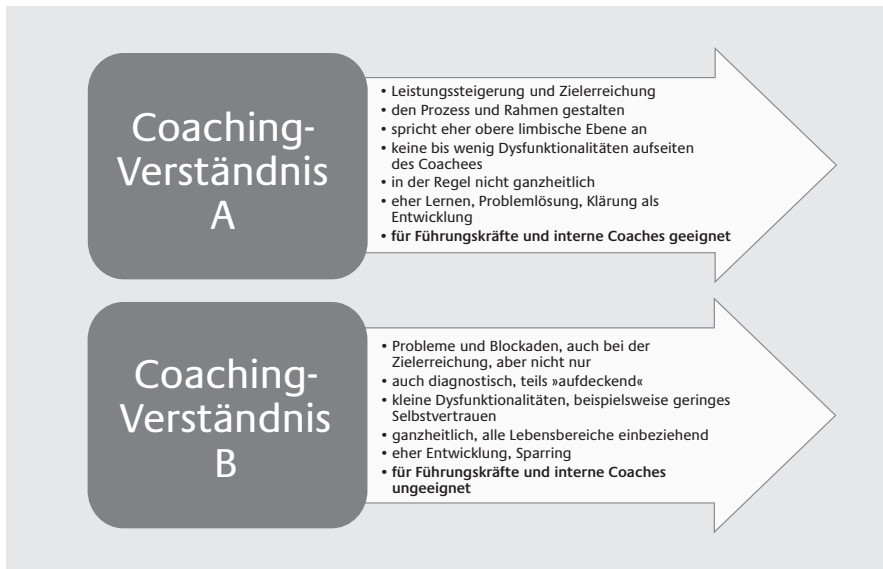 Coaching-
Verständnis
A
• Leistungssteigerung und Zielerreichung
• den Prozess und Rahmen gestalten
• spricht eher obere limbische Ebene an
• keine bis wenig Dysfunktionalitäten aufseiten
des Coachees
• in der Regel nicht ganzheitlich
• eher Lernen, Problemlösung, Klärung als
Entwicklung
• für Führungskräfte und interne Coaches geeignet
Coaching-
Verständnis
B
• Probleme und Blockaden, auch bei der
Zielerreichung, aber nicht nur
• auch diagnostisch, teils »aufdeckend«
• kleine Dysfunktionalitäten, beispielsweise geringes
Selbstvertrauen
• ganzheitlich, alle Lebensbereiche einbeziehend
• eher Entwicklung, Sparring
• für Führungskräfte und interne Coaches
ungeeignet